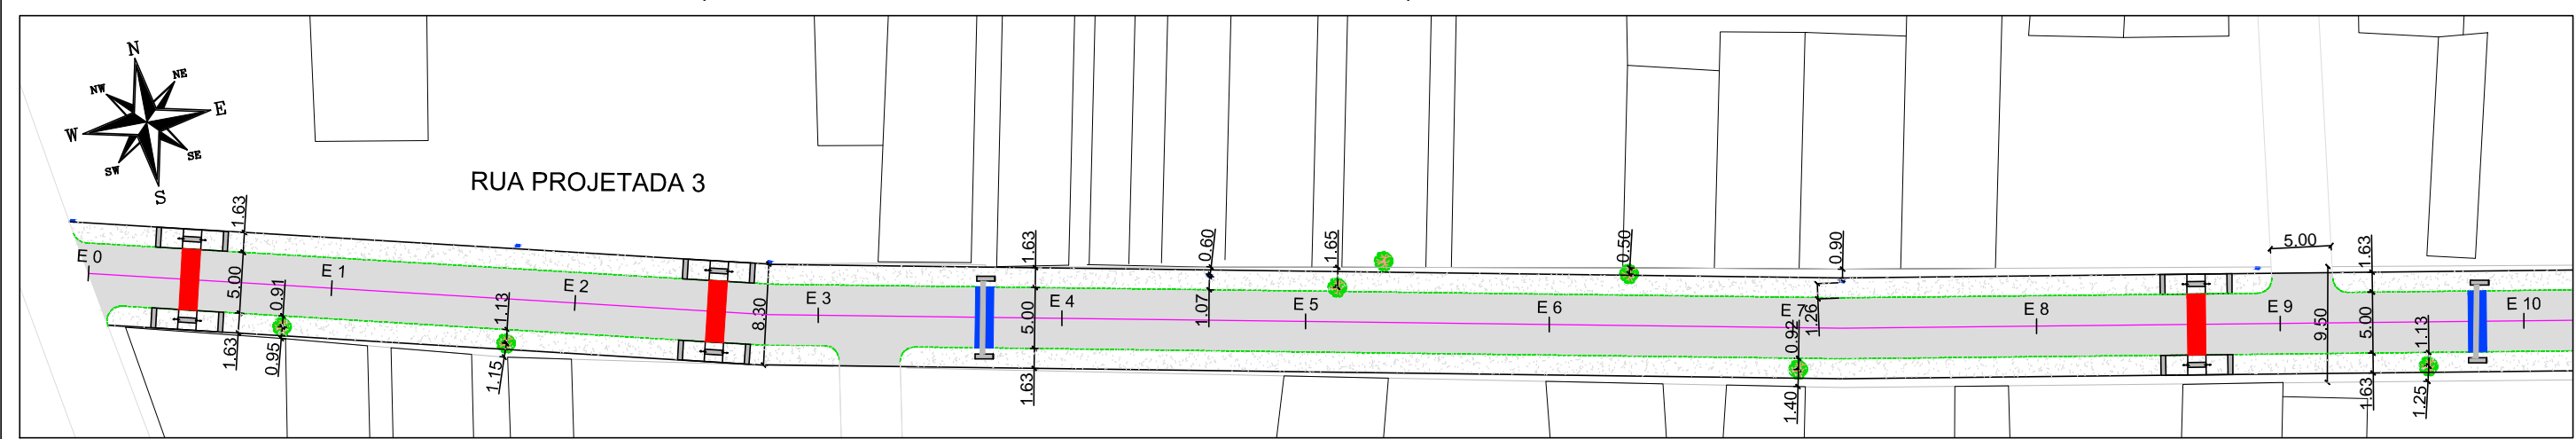 N
NW
NE
W
E
SW
SE
S
RUA PROJETADA 3
E 0
E 1
E 2
E 3
E 4
E 5
E 6
E 7
E 8
E 9
E 10
1.63
5.00
1.63
0.91
0.95
1.13
1.15
8.30
1.63
5.00
1.63
0.60
1.07
1.65
0.50
0.90
1.26
0.92
1.40
5.00
9.50
1.63
5.00
1.63
1.13
1.25